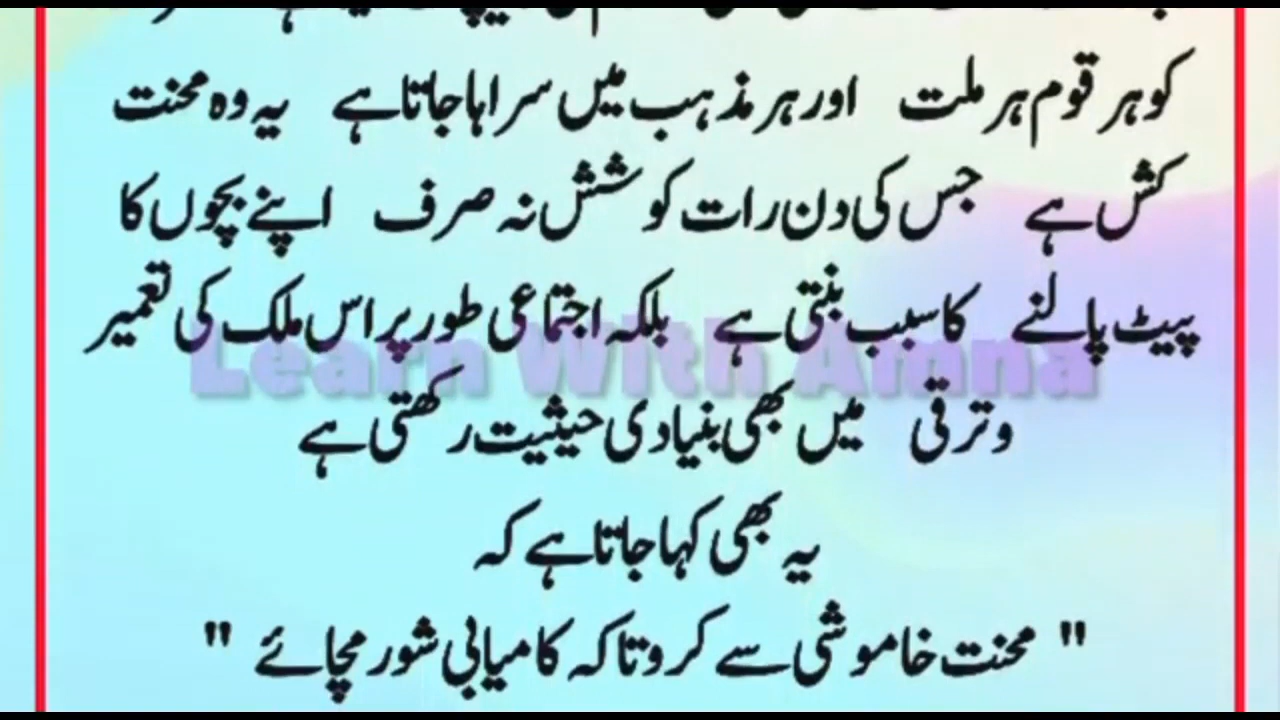 کو ہر قوم ہر ملت اور ہر مذہب میں سراہا جاتا ہے یہ وہ محنت
کش ہے جس کی دن رات کوشش نہ صرف اپنے بچوں کا
پیٹ پالنے کا سبب بنتی ہے بلکہ اجتماعی طور پر اس ملک کی تعمیر
Learn With Amna
و ترقی میں بھی بنیادی حیثیت رکھتی ہے
یہ بھی کہا جاتا ہے کہ
" محنت خاموشی سے کرو تاکہ کامیابی شور مچائے "